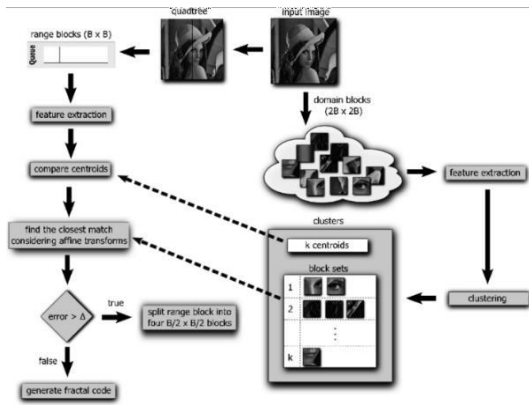 "quadtree"
input image
range blocks (B x B)
Queue
domain blocks
(2B x 2B)
feature extraction
compare centroids
find the closest match
considering affine transforms
error > Δ
true
split range block into
four B/2 x B/2 blocks
false
generate fractal code
feature extraction
clustering
clusters
k centroids
block sets
1
2
k